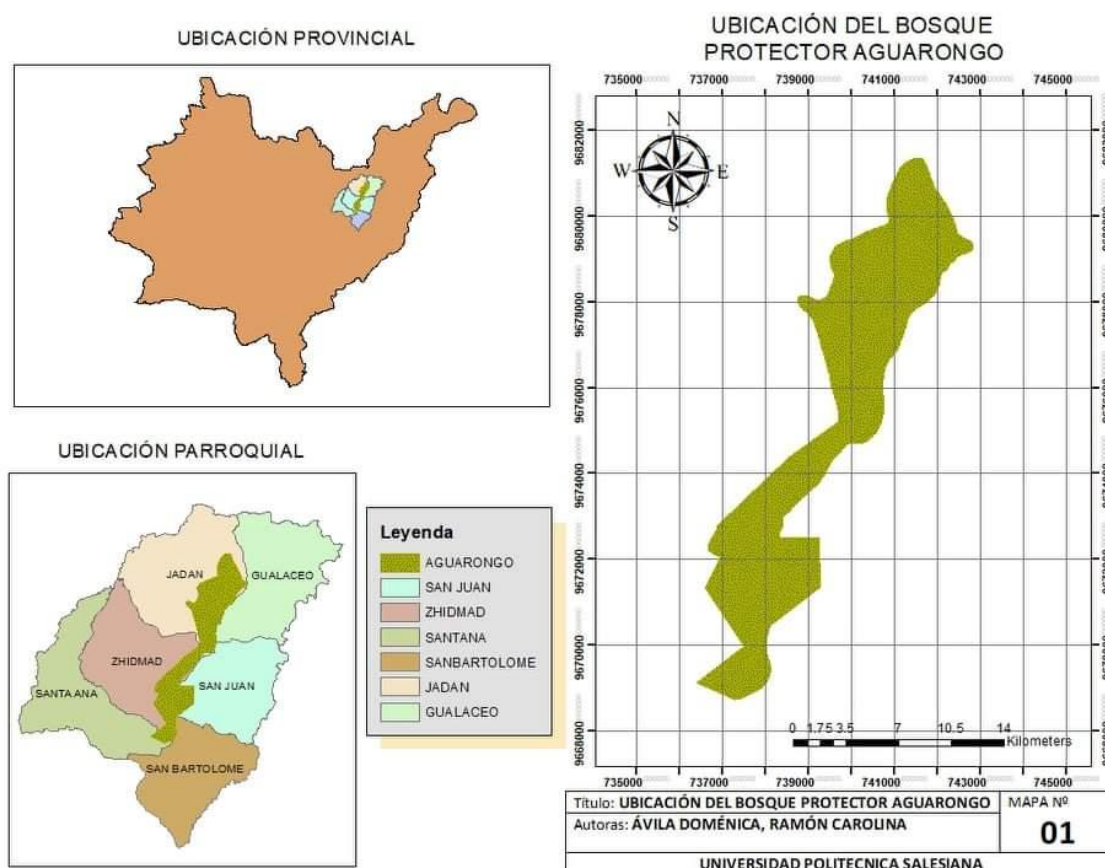 UBICACIÓN PROVINCIAL
UBICACIÓN PARROQUIAL
JADAN
GUALACEO
ZHIDMAD
SANTA ANA
SAN JUAN
SAN BARTOLOME
Leyenda
AGUARONGO
SAN JUAN
ZHIDMAD
SANTANA
SANBARTOLOME
JADAN
GUALACEO
UBICACIÓN DEL BOSQUE
PROTECTOR AGUARONGO
735000 737000 739000 741000 743000 745000
N
W E
S
9682000
9680000
9678000
9676000
9674000
9672000
9670000
9668000
0 1.75 3.5 7 10.5 14
Kilometers
735000 737000 739000 741000 743000 745000
Título: UBICACIÓN DEL BOSQUE PROTECTOR AGUARONGO
Autoras: ÁVILA DOMÉNICA, RAMÓN CAROLINA
MAPA Nº
01
UNIVERSIDAD POLITECNICA SALESIANA